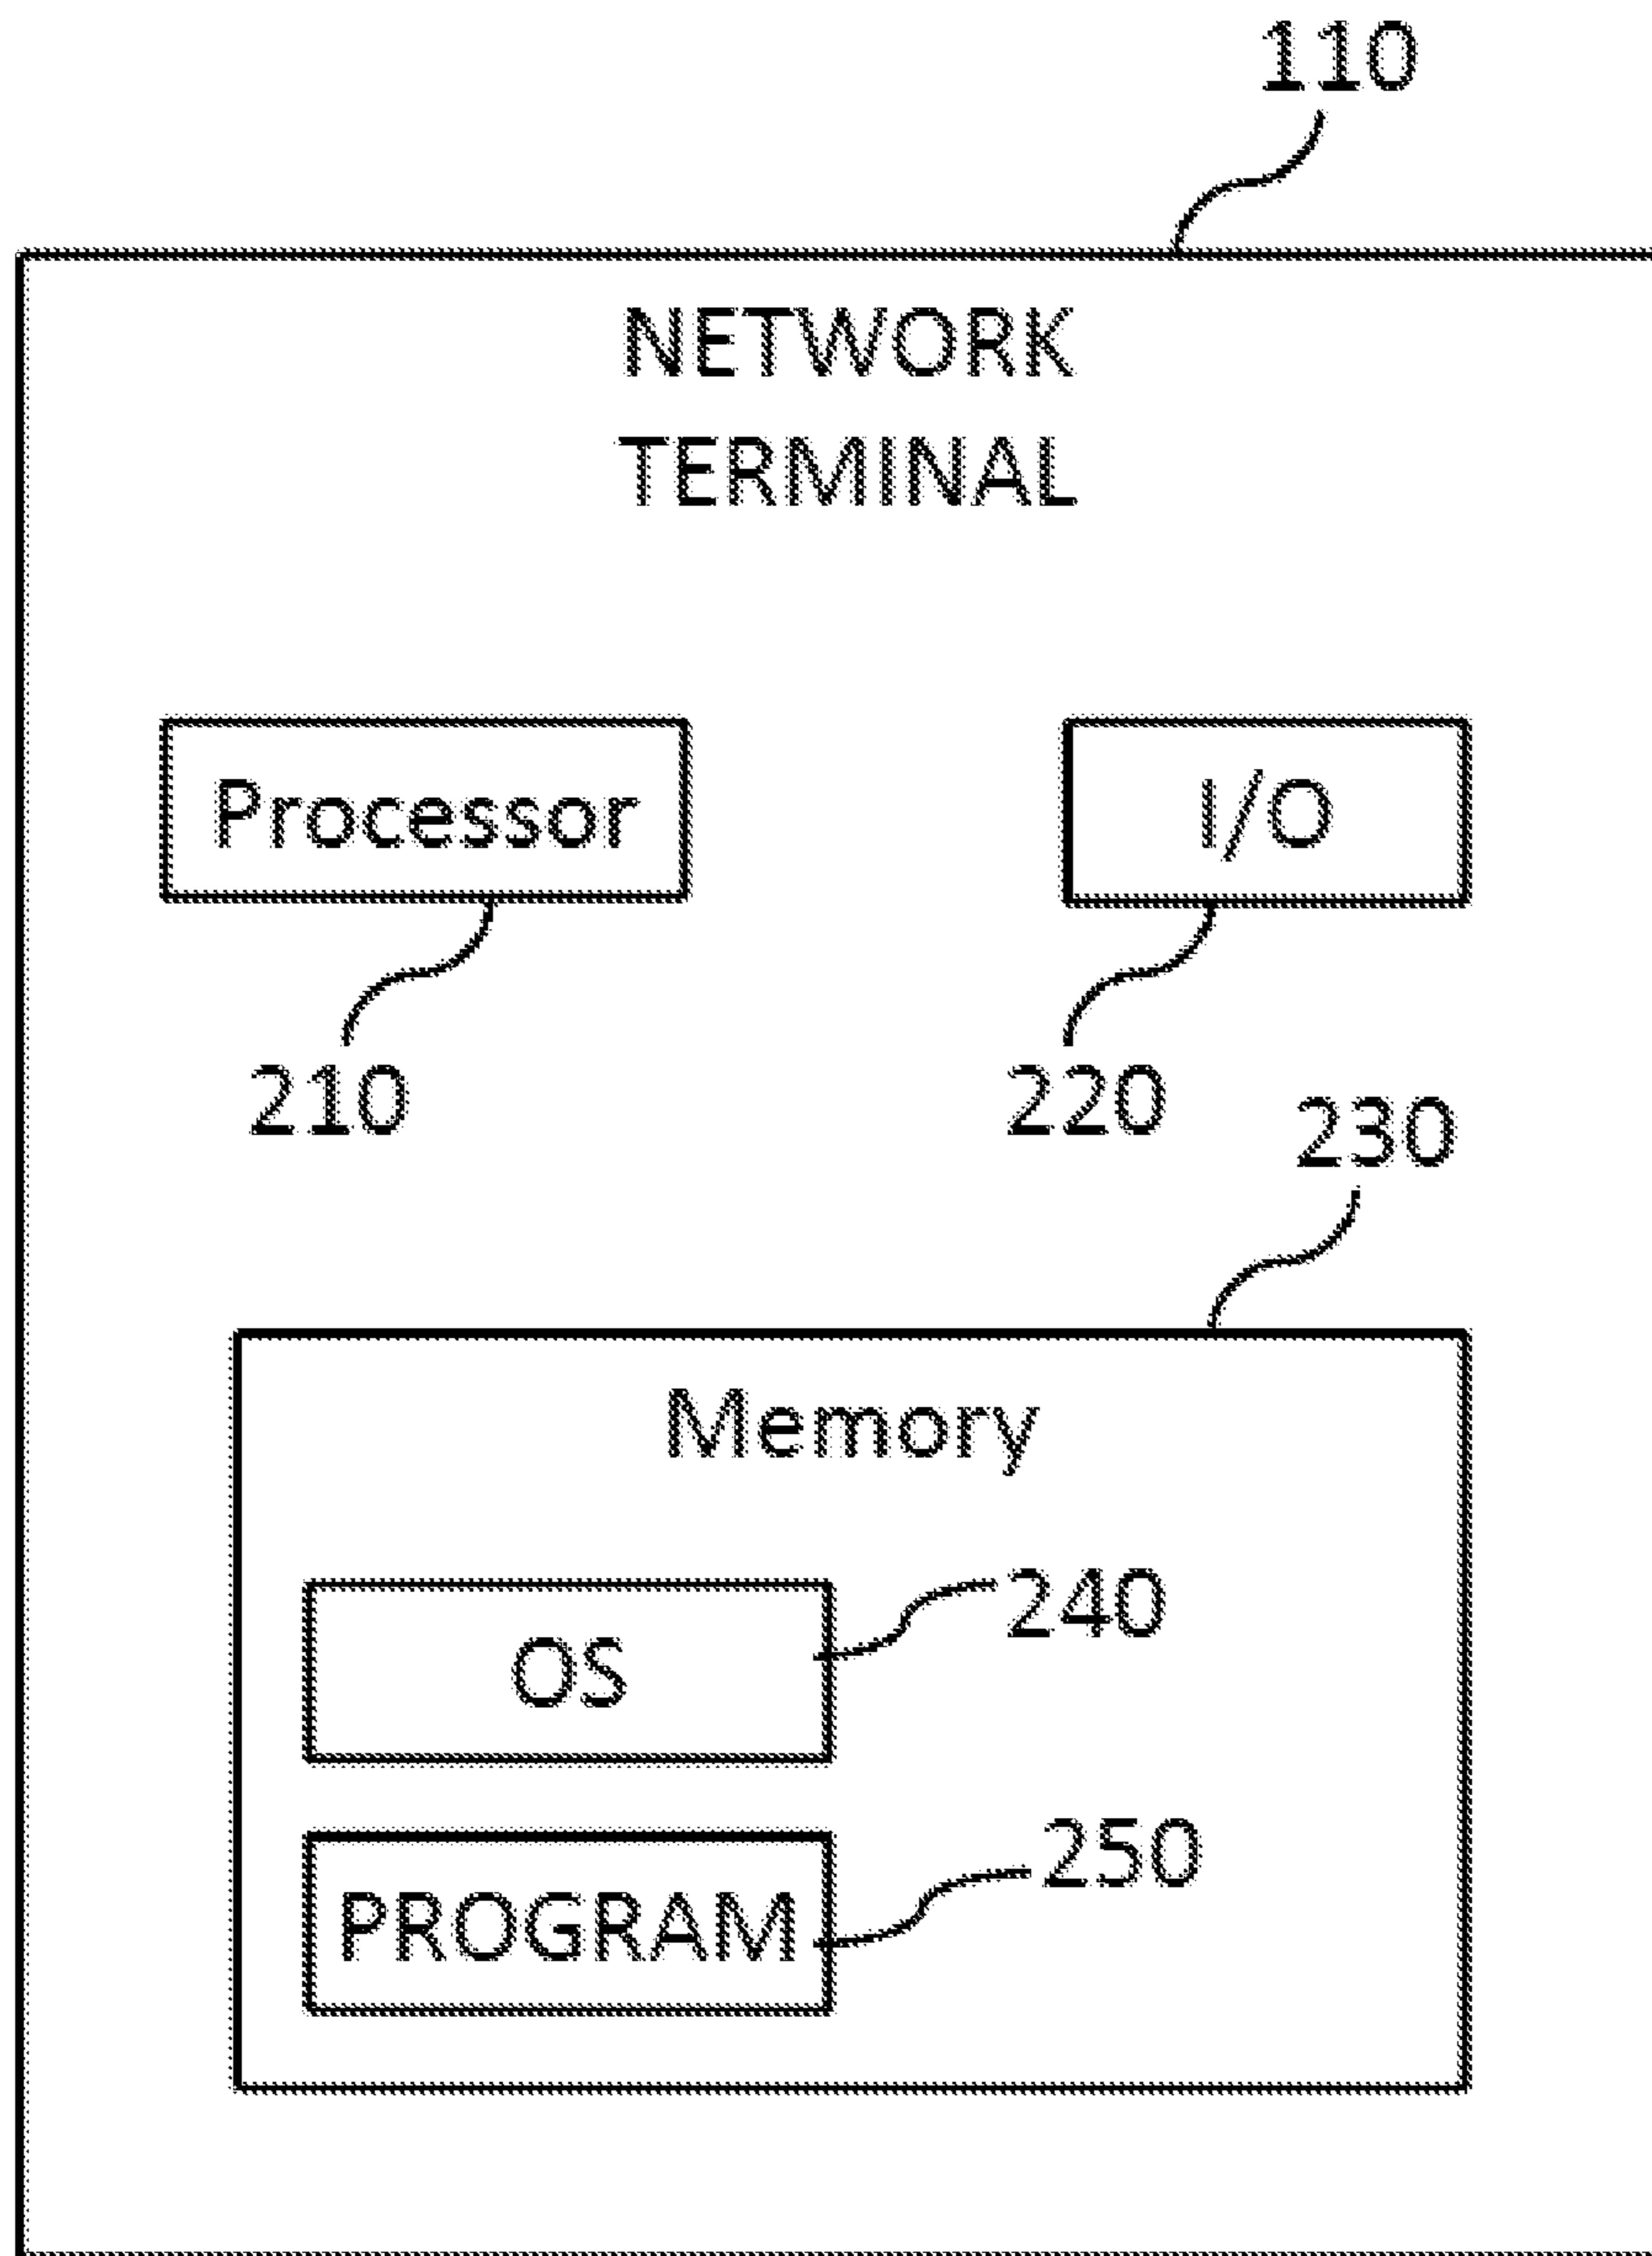 110
NETWORK
TERMINAL
Processor
I/O
210
220
230
Memory
OS
240
PROGRAM
250